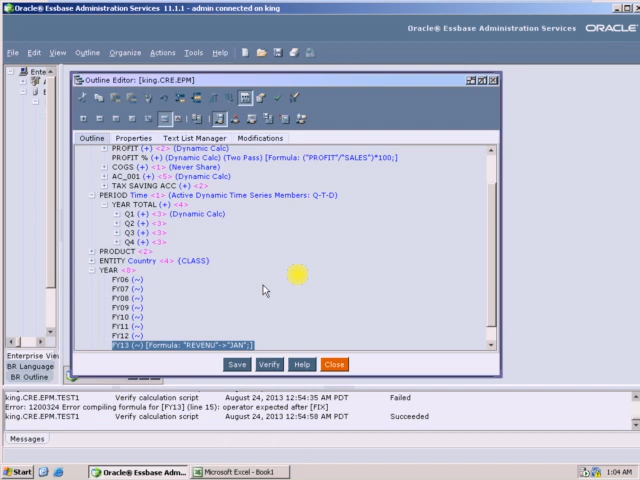 Oracle® Essbase Administration Services 11.1.1 - admin connected on king
Oracle® Essbase Administration Services ORACLE
File Edit View Outline Organize Actions Tools Help
Ente
Outline Editor: [king.CRE.EPM]
Outline Properties Text List Manager Modifications
PROFIT (+) <2> (Dynamic Calc)
PROFIT % (+) (Dynamic Calc) (Two Pass) [Formula: ("PROFIT"/"SALES")*100;]
COGS (+) <1> (Never Share)
AC_001 (+) <5> (Dynamic Calc)
TAX SAVING ACC (+) <2>
PERIOD Time <1> (Active Dynamic Time Series Members: Q-T-D)
YEAR TOTAL (+) <4>
Q1 (+) <3> (Dynamic Calc)
Q2 (+) <3>
Q3 (+) <3>
Q4 (+) <3>
PRODUCT <2>
ENTITY Country <4> {CLASS}
YEAR <8>
FY06 (~)
FY07 (~)
FY08 (~)
FY09 (~)
FY10 (~)
FY11 (~)
FY12 (~)
FY13 (~) [Formula: "REVENU"->"JAN";]
Save Verify Help Close
Enterprise View
BR Language
BR Outline
king.CRE.EPM.TEST1 Verify calculation script August 24, 2013 12:54:35 AM PDT Failed
Error: 1200324 Error compiling formula for [FY13] (line 15): operator expected after [FIX]
king.CRE.EPM.TEST1 Verify calculation script August 24, 2013 12:54:58 AM PDT Succeeded
Messages
Start Oracle® Essbase Adm... Microsoft Excel - Book1 1:04 AM